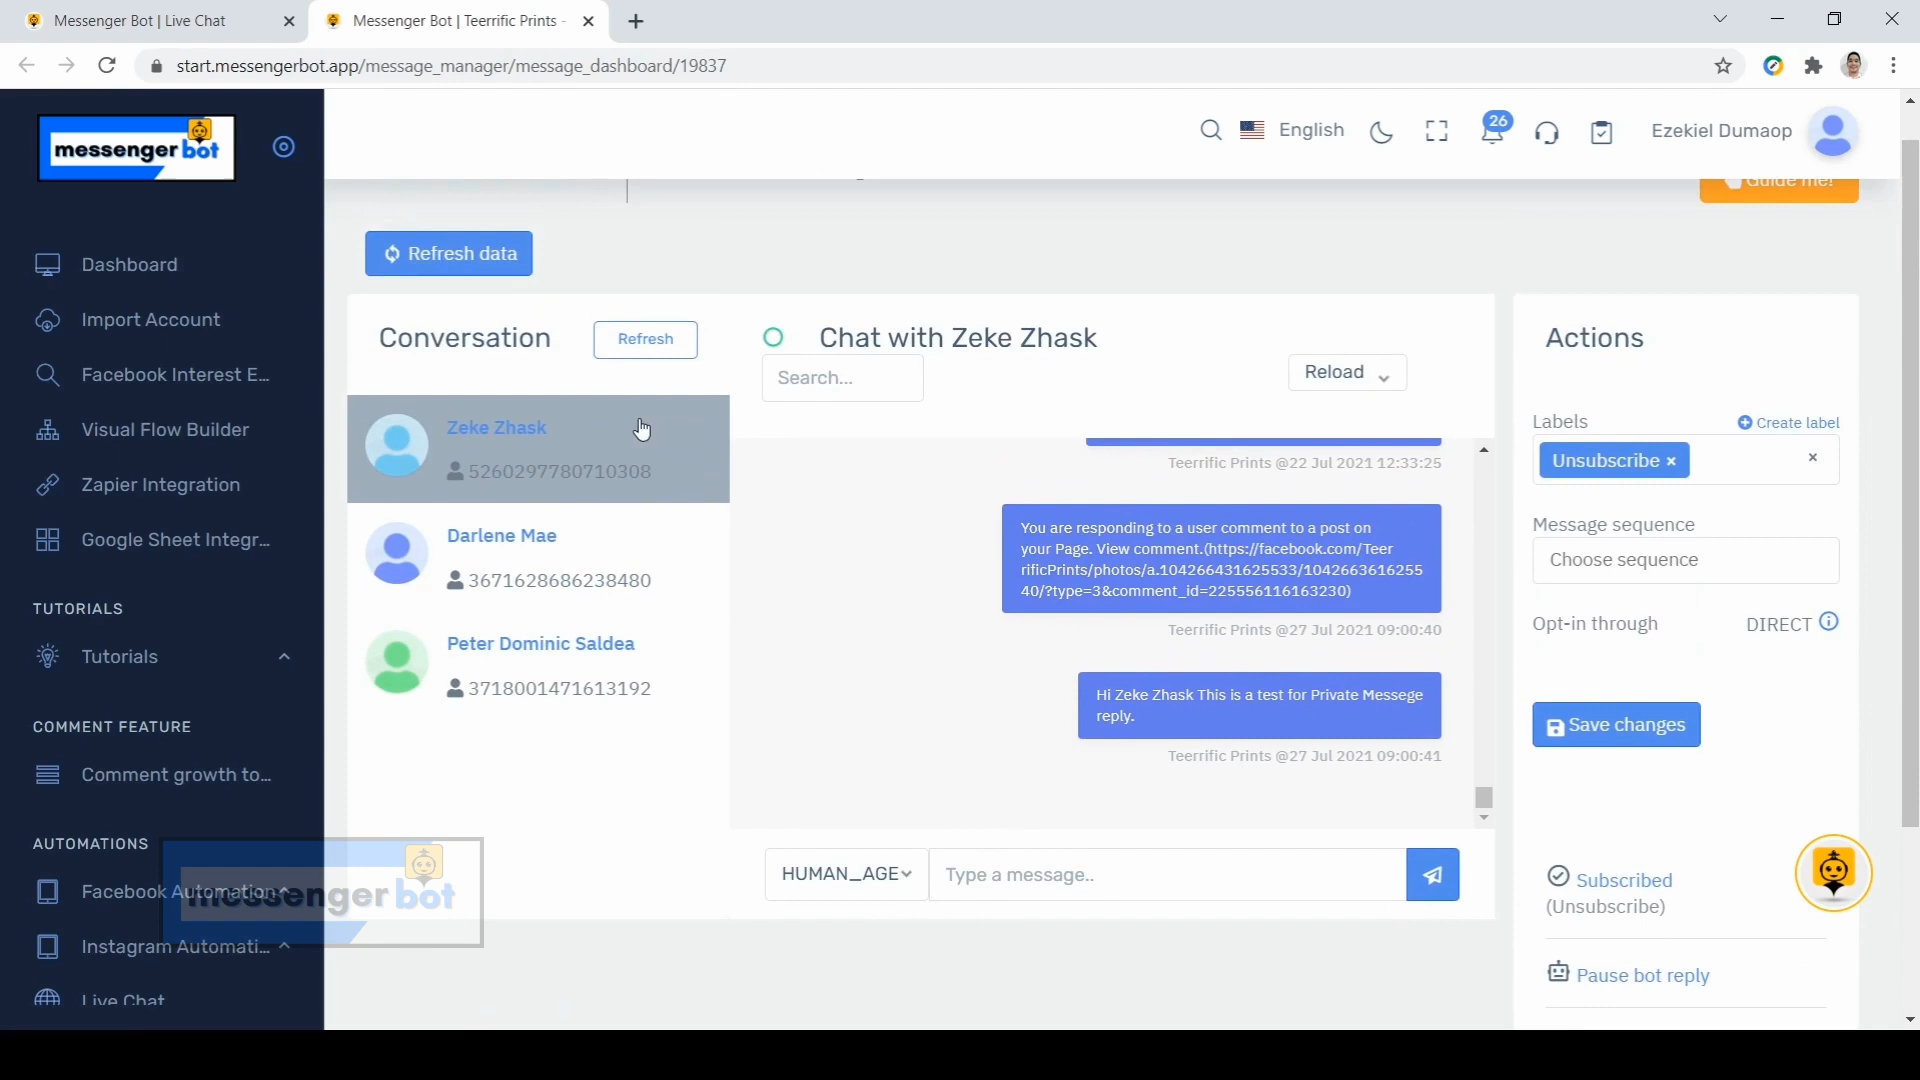 Messenger Bot | Live Chat
Messenger Bot | Teerrific Prints -
start.messengerbot.app/message_manager/message_dashboard/19837
messenger bot
English
26
Ezekiel Dumaop
Guide me!
Dashboard
Import Account
Facebook Interest E...
Visual Flow Builder
Zapier Integration
Google Sheet Integr...
TUTORIALS
Tutorials
COMMENT FEATURE
Comment growth to...
AUTOMATIONS
Facebook Automation
Instagram Automati...
Live Chat
messenger bot
Refresh data
Conversation
Refresh
Zeke Zhask
5260297780710308
Darlene Mae
3671628686238480
Peter Dominic Saldea
3718001471613192
Chat with Zeke Zhask
Search...
Reload
Teerrific Prints @22 Jul 2021 12:33:25
You are responding to a user comment to a post on
your Page. View comment.(https://facebook.com/Teer
rificPrints/photos/a.104266431625533/1042663616255
40/?type=3&comment_id=225556116163230)
Teerrific Prints @27 Jul 2021 09:00:40
Hi Zeke Zhask This is a test for Private Messege
reply.
Teerrific Prints @27 Jul 2021 09:00:41
HUMAN_AGE
Type a message..
Actions
Labels
Create label
Unsubscribe ×
×
Message sequence
Choose sequence
Opt-in through
DIRECT
Save changes
Subscribed
(Unsubscribe)
Pause bot reply